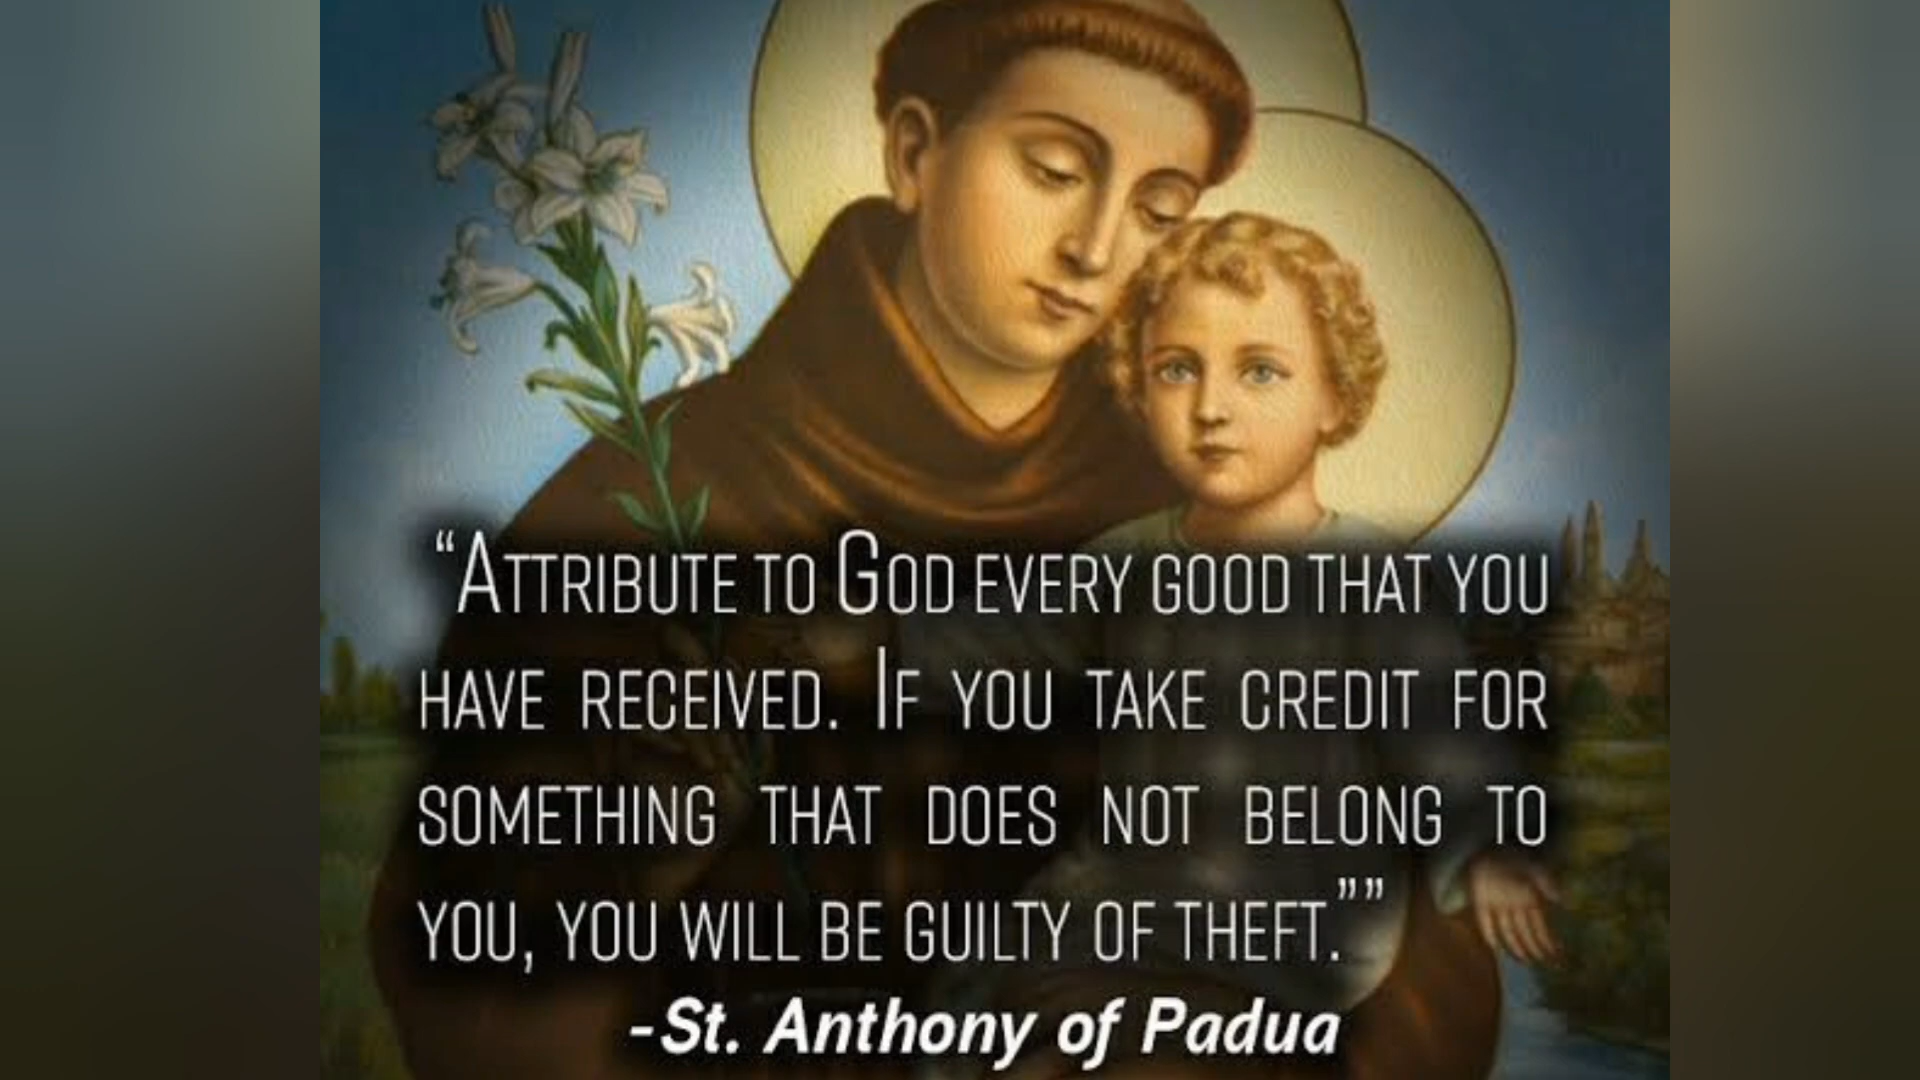 “Attribute to God every good that you
have received. If you take credit for
something that does not belong to
you, you will be guilty of theft.””
-St. Anthony of Padua